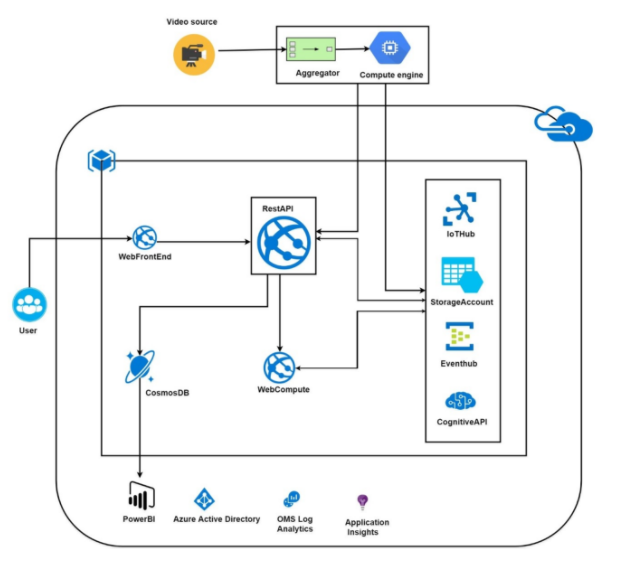 Video source
Aggregator
Compute engine
RestAPI
IoTHub
WebFrontEnd
StorageAccount
User
Eventhub
WebCompute
CosmosDB
CognitiveAPI
PowerBI
Azure Active Directory
OMS Log
Analytics
Application
Insights